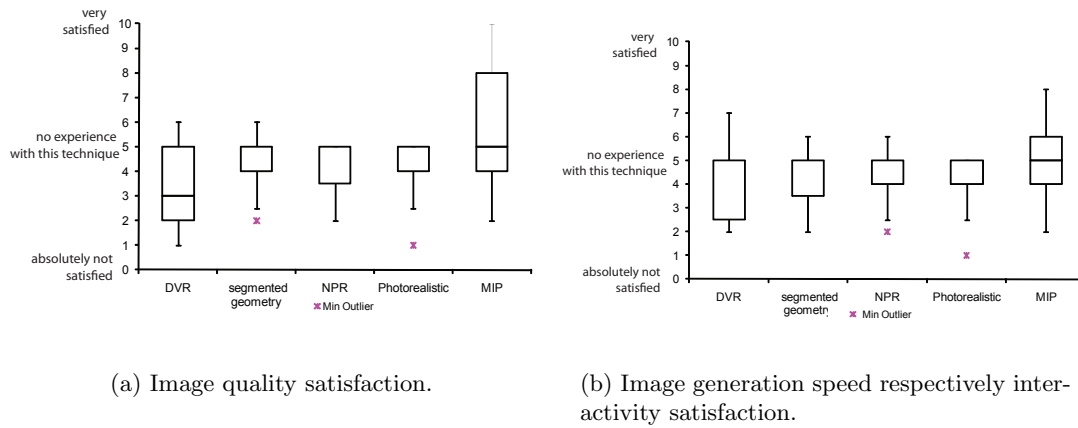 very
satisfied
10
9
8
7
6
no experience
with this technique
5
4
3
2
1
absolutely not
satisfied
0
DVR
segmented
geometry
NPR
Photorealistic
MIP
Min Outlier
(a) Image quality satisfaction.
very
satisfied
10
9
8
7
6
no experience
with this technique
5
4
3
2
1
absolutely not
satisfied
0
DVR
segmented
geometry
NPR
Photorealistic
MIP
Min Outlier
(b) Image generation speed respectively inter-
activity satisfaction.